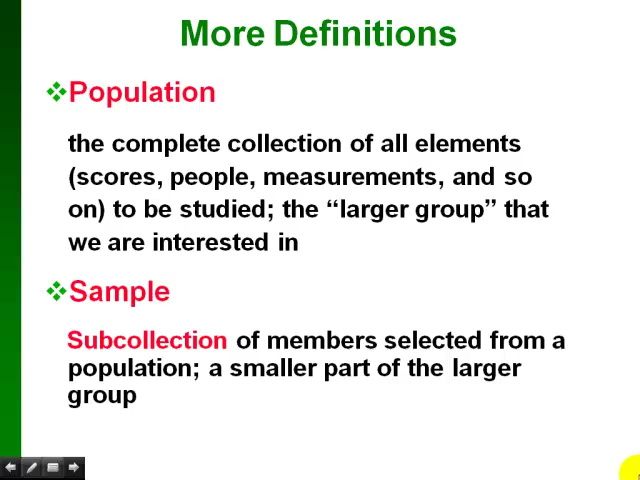 More Definitions
Population
the complete collection of all elements
(scores, people, measurements, and so
on) to be studied; the “larger group” that
we are interested in
Sample
Subcollection of members selected from a
population; a smaller part of the larger
group